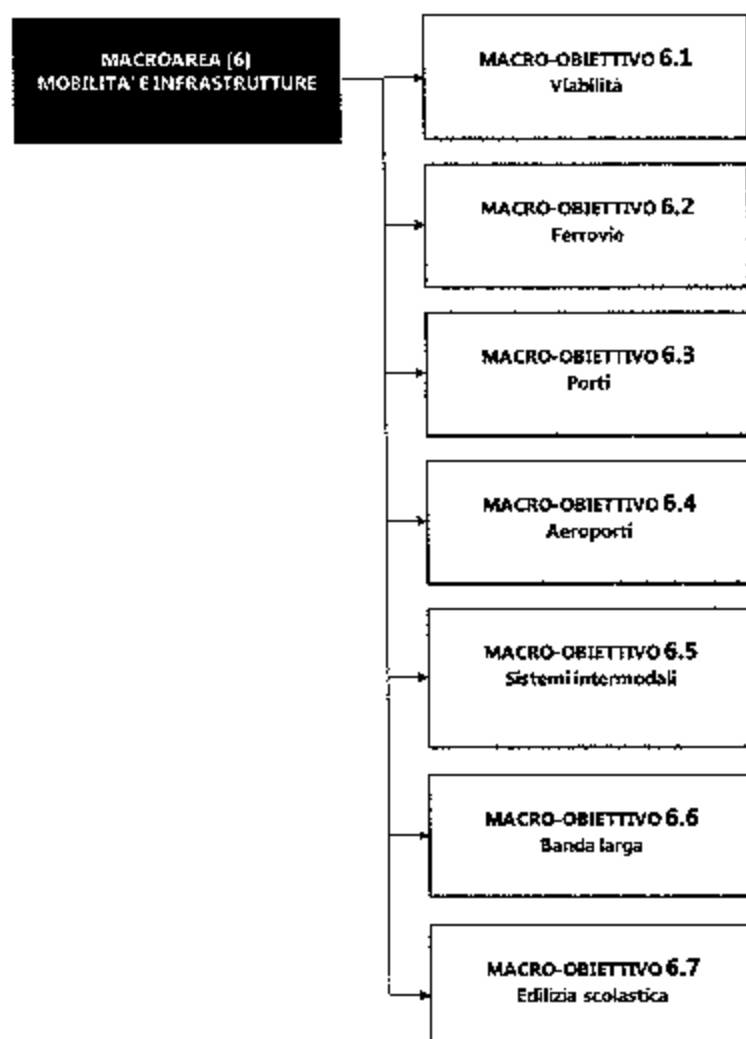 MACROAREA (6)
MOBILITA' E INFRASTRUTTURE
MACRO-OBIETTIVO 6.1
Viabilità
MACRO-OBIETTIVO 6.2
Ferrovie
MACRO-OBIETTIVO 6.3
Porti
MACRO-OBIETTIVO 6.4
Aeroporti
MACRO-OBIETTIVO 6.5
Sistemi intermodali
MACRO-OBIETTIVO 6.6
Banda larga
MACRO-OBIETTIVO 6.7
Edilizia scolastica